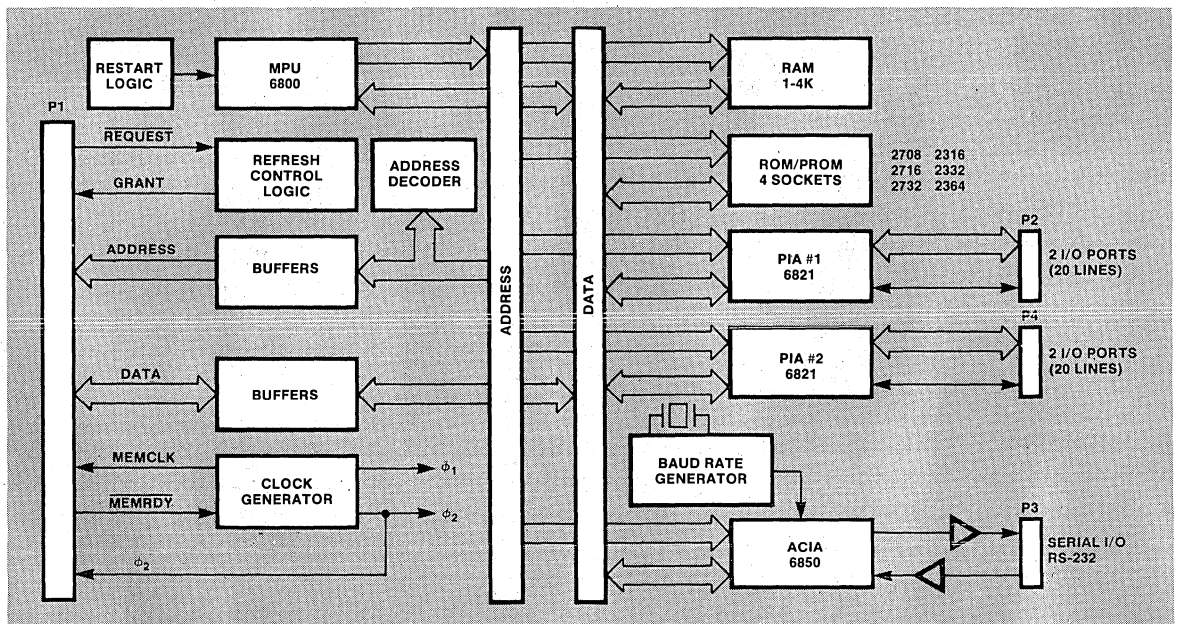 RESTART
LOGIC
MPU
6800
RAM
1-4K
P1
REQUEST
GRANT
REFRESH
CONTROL
LOGIC
ADDRESS
DECODER
ROM/PROM
4 SOCKETS
2708 2316
2716 2332
2732 2364
ADDRESS
BUFFERS
ADDRESS
DATA
PIA #1
6821
P2
2 I/O PORTS
(20 LINES)
DATA
BUFFERS
PIA #2
6821
P4
2 I/O PORTS
(20 LINES)
MEMCLK
MEMRDY
CLOCK
GENERATOR
ϕ1
ϕ2
ϕ2
BAUD RATE
GENERATOR
ACIA
6850
P3
SERIAL I/O
RS-232